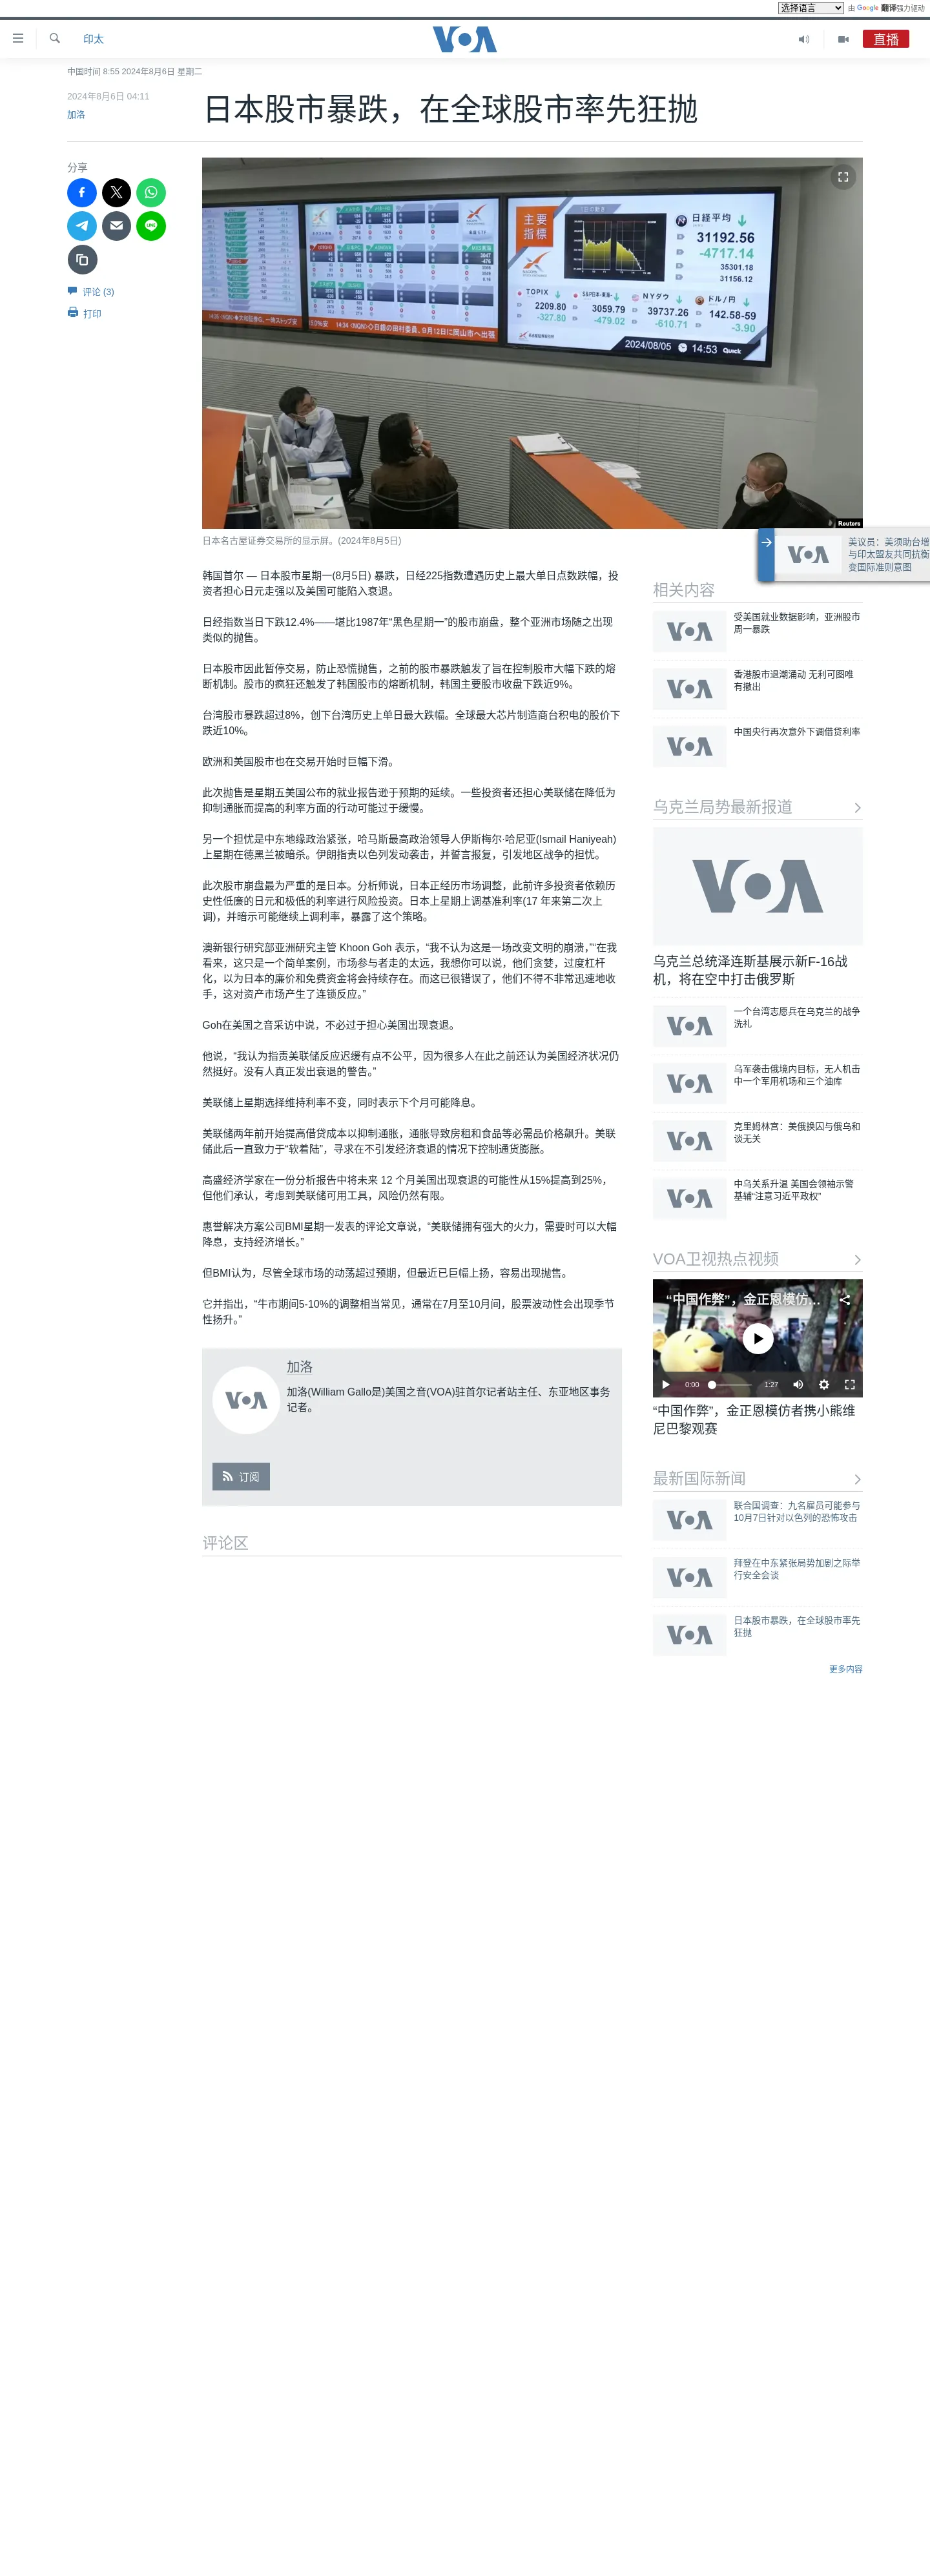 选择语言
由 Google 翻译强力驱动
印太
VOA
直播
中国时间 8:55 2024年8月6日 星期二
2024年8月6日 04:11
加洛
日本股市暴跌，在全球股市率先狂抛
分享
评论 (3)
打印
主要
指標
日経平均
31192.56
-4717.14
35301.18
31156.12
TOPIX
2209.80
-327.80
3059.79
-479.02
NYダウ
39737.26
-610.71
ドル/円
142.58-59
-3.90
2024/08/05
14:53
Quick
Reuters
日本名古屋证券交易所的显示屏。(2024年8月5日)
美议员：美须助台增
与印太盟友共同抗衡
变国际准则意图
韩国首尔 — 日本股市星期一(8月5日) 暴跌，日经225指数遭遇历史上最大单日点数跌幅，投
资者担心日元走强以及美国可能陷入衰退。
日经指数当日下跌12.4%——堪比1987年“黑色星期一”的股市崩盘，整个亚洲市场随之出现
类似的抛售。
日本股市因此暂停交易，防止恐慌抛售，之前的股市暴跌触发了旨在控制股市大幅下跌的熔
断机制。股市的疯狂还触发了韩国股市的熔断机制，韩国主要股市收盘下跌近9%。
台湾股市暴跌超过8%，创下台湾历史上单日最大跌幅。全球最大芯片制造商台积电的股价下
跌近10%。
欧洲和美国股市也在交易开始时巨幅下滑。
此次抛售是星期五美国公布的就业报告逊于预期的延续。一些投资者还担心美联储在降低为
抑制通胀而提高的利率方面的行动可能过于缓慢。
另一个担忧是中东地缘政治紧张，哈马斯最高政治领导人伊斯梅尔·哈尼亚(Ismail Haniyeah)
上星期在德黑兰被暗杀。伊朗指责以色列发动袭击，并誓言报复，引发地区战争的担忧。
此次股市崩盘最为严重的是日本。分析师说，日本正经历市场调整，此前许多投资者依赖历
史性低廉的日元和极低的利率进行风险投资。日本上星期上调基准利率(17 年来第二次上
调)，并暗示可能继续上调利率，暴露了这个策略。
澳新银行研究部亚洲研究主管 Khoon Goh 表示，“我不认为这是一场改变文明的崩溃，”“在我
看来，这只是一个简单案例，市场参与者走的太远，我想你可以说，他们贪婪，过度杠杆
化，以为日本的廉价和免费资金将会持续存在。而这已很错误了，他们不得不非常迅速地收
手，这对资产市场产生了连锁反应。”
Goh在美国之音采访中说，不必过于担心美国出现衰退。
他说，“我认为指责美联储反应迟缓有点不公平，因为很多人在此之前还认为美国经济状况仍
然挺好。没有人真正发出衰退的警告。”
美联储上星期选择维持利率不变，同时表示下个月可能降息。
美联储两年前开始提高借贷成本以抑制通胀，通胀导致房租和食品等必需品价格飙升。美联
储此后一直致力于“软着陆”，寻求在不引发经济衰退的情况下控制通货膨胀。
高盛经济学家在一份分析报告中将未来 12 个月美国出现衰退的可能性从15%提高到25%，
但他们承认，考虑到美联储可用工具，风险仍然有限。
惠誉解决方案公司BMI星期一发表的评论文章说，“美联储拥有强大的火力，需要时可以大幅
降息，支持经济增长。”
但BMI认为，尽管全球市场的动荡超过预期，但最近已巨幅上扬，容易出现抛售。
它并指出，“牛市期间5-10%的调整相当常见，通常在7月至10月间，股票波动性会出现季节
性扬升。”
VOA
加洛
加洛(William Gallo是)美国之音(VOA)驻首尔记者站主任、东亚地区事务
记者。
订阅
评论区
相关内容
受美国就业数据影响，亚洲股市
周一暴跌
香港股市退潮涌动 无利可图唯
有撤出
中国央行再次意外下调借贷利率
乌克兰局势最新报道
VOA
乌克兰总统泽连斯基展示新F-16战
机，将在空中打击俄罗斯
一个台湾志愿兵在乌克兰的战争
洗礼
乌军袭击俄境内目标，无人机击
中一个军用机场和三个油库
克里姆林宫：美俄换囚与俄乌和
谈无关
中乌关系升温 美国会领袖示警
基辅“注意习近平政权”
VOA卫视热点视频
“中国作弊”，金正恩模仿...
0:00
1:27
“中国作弊”，金正恩模仿者携小熊维
尼巴黎观赛
最新国际新闻
联合国调查：九名雇员可能参与
10月7日针对以色列的恐怖攻击
拜登在中东紧张局势加剧之际举
行安全会谈
日本股市暴跌，在全球股市率先
狂抛
更多内容